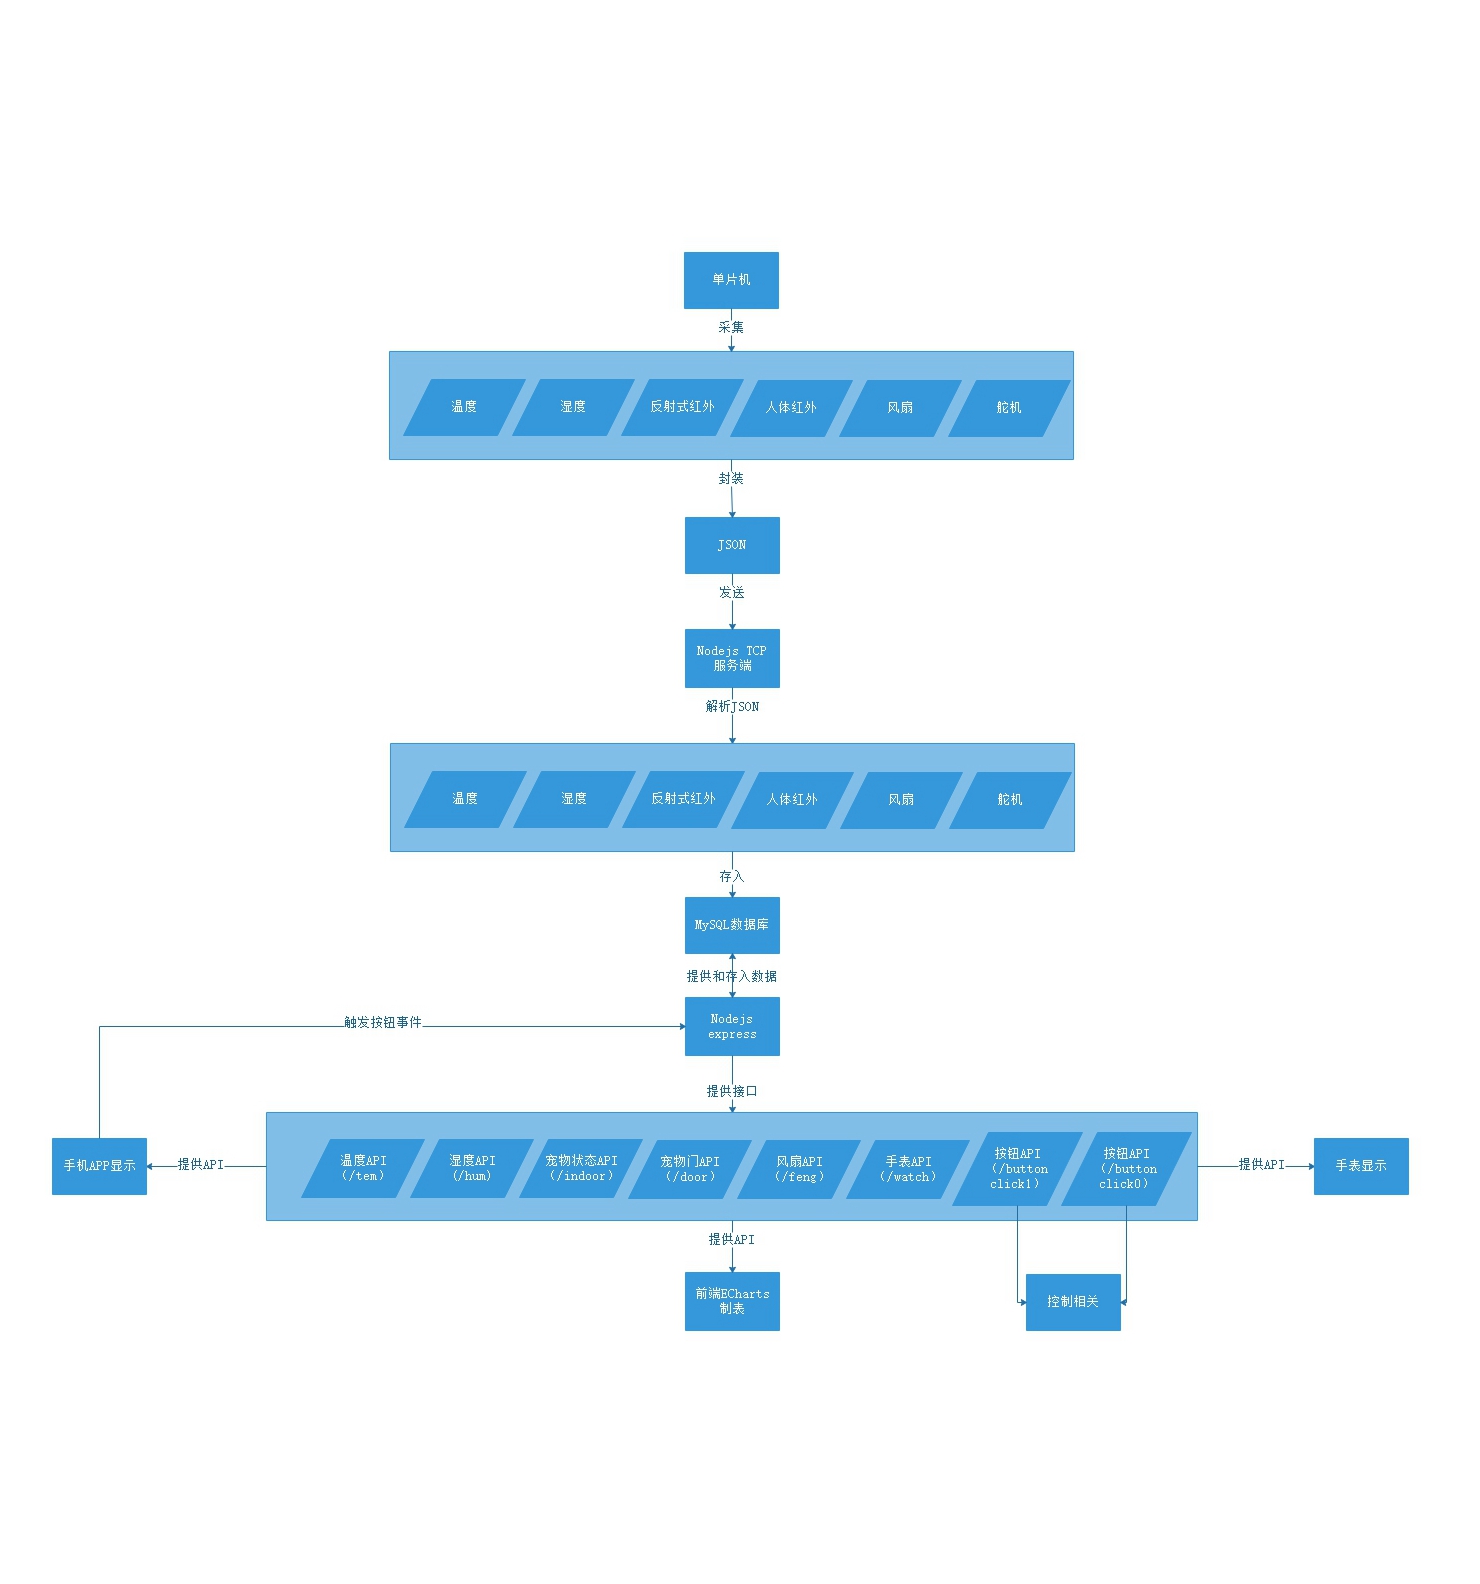 单片机
采集
温度
湿度
反射式红外
人体红外
风扇
舵机
封装
JSON
发送
Nodejs TCP
服务端
解析JSON
温度
湿度
反射式红外
人体红外
风扇
舵机
存入
MySQL数据库
提供和存入数据
Nodejs
express
触发按钮事件
提供接口
手机APP显示
提供API
温度API
（/tem）
湿度API
（/hum）
宠物状态API
（/indoor）
宠物门API
（/door）
风扇API
（/feng）
手表API
（/watch）
按钮API
（/button
click1）
按钮API
（/button
click0）
提供API
手表显示
提供API
前端ECharts
制表
控制相关